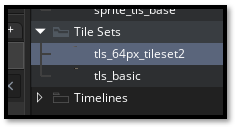 sprite_tls_base
Tile Sets
tls_64px_tileset2
tls_basic
Timelines